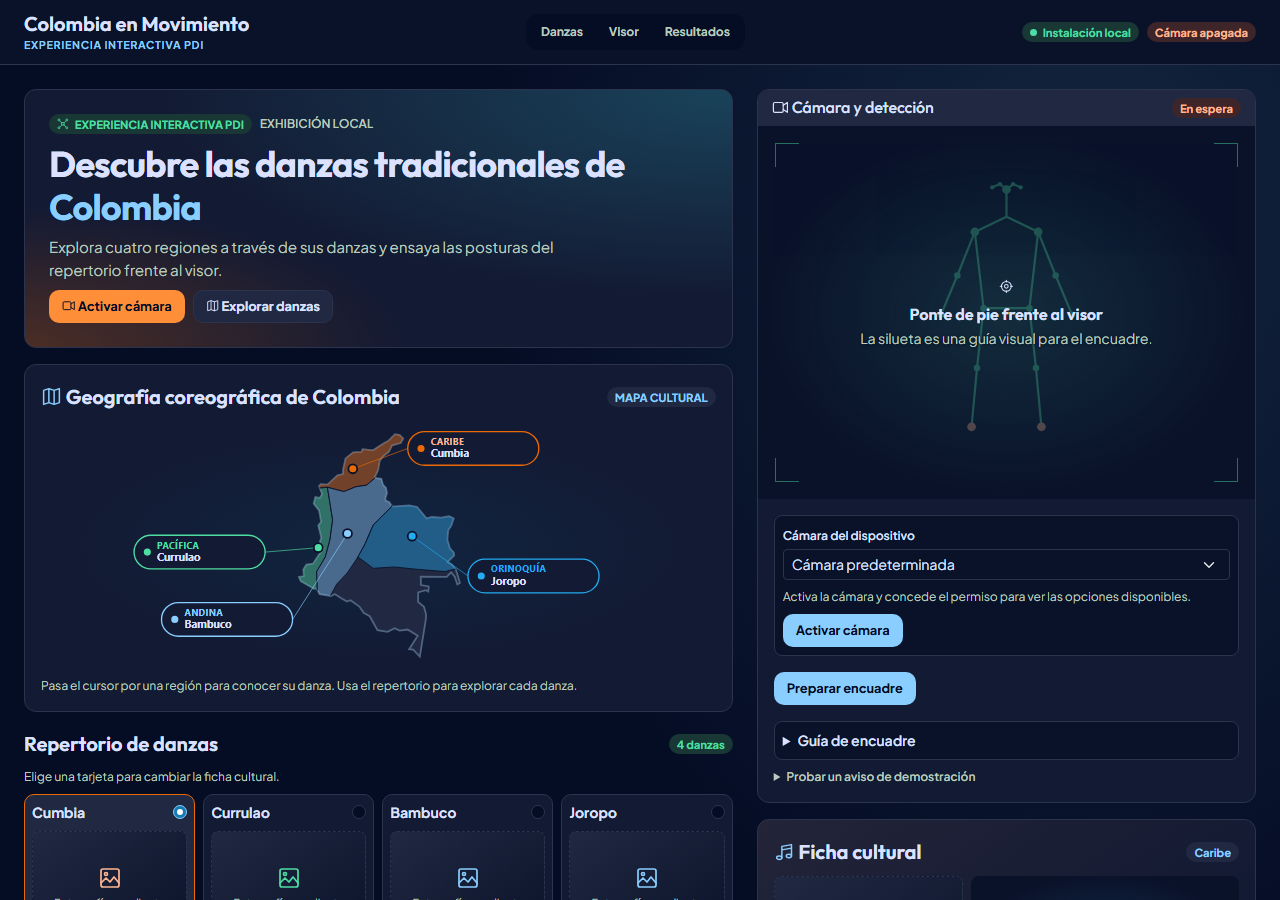 Colombia en Movimiento
EXPERIENCIA INTERACTIVA PDI
Danzas
Visor
Resultados
Instalación local
Cámara apagada
EXPERIENCIA INTERACTIVA PDI
EXHIBICIÓN LOCAL
Descubre las danzas tradicionales de
Colombia
Explora cuatro regiones a través de sus danzas y ensaya las posturas del
repertorio frente al visor.
Activar cámara
Explorar danzas
Geografía coreográfica de Colombia
MAPA CULTURAL
CARIBE
Cumbia
PACÍFICA
Currulao
ORINOQUÍA
Joropo
ANDINA
Bambuco
Pasa el cursor por una región para conocer su danza. Usa el repertorio para explorar cada danza.
Repertorio de danzas
4 danzas
Elige una tarjeta para cambiar la ficha cultural.
Cumbia
Currulao
Bambuco
Joropo
Cámara y detección
En espera
Ponte de pie frente al visor
La silueta es una guía visual para el encuadre.
Cámara del dispositivo
Cámara predeterminada
Activa la cámara y concede el permiso para ver las opciones disponibles.
Activar cámara
Preparar encuadre
Guía de encuadre
Probar un aviso de demostración
Ficha cultural
Caribe